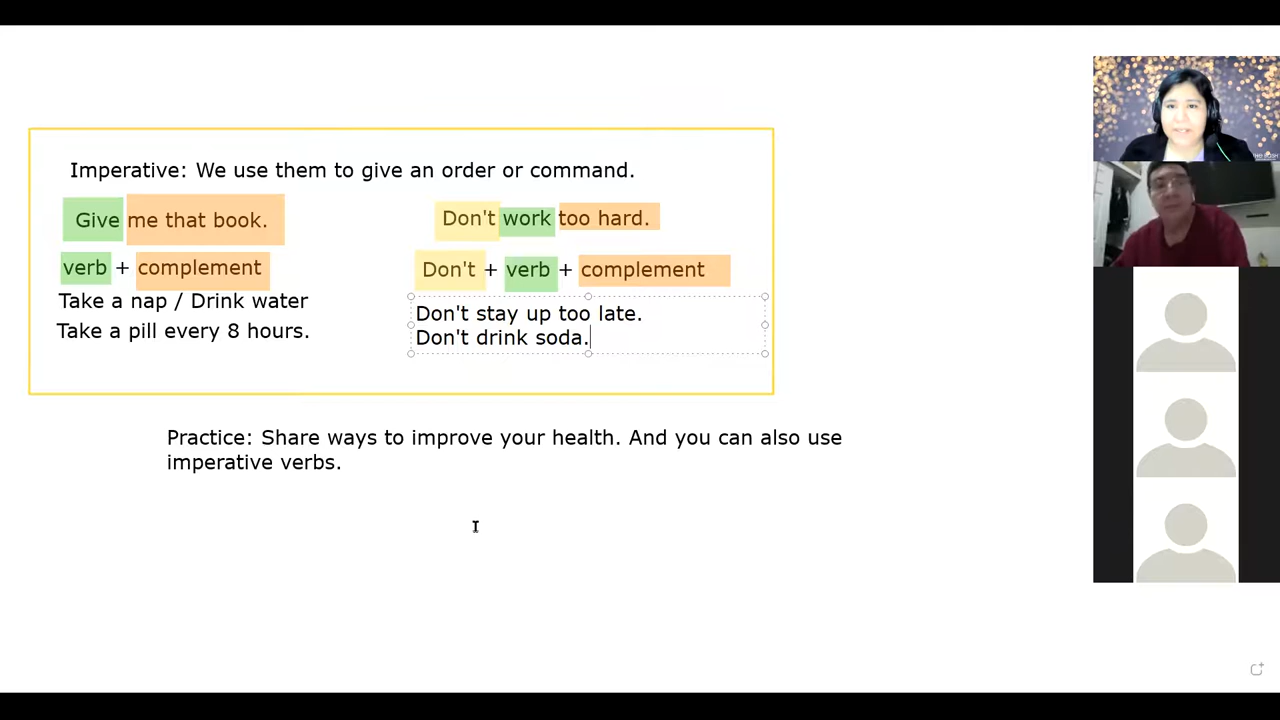 Imperative: We use them to give an order or command.
Give me that book.
verb + complement
Take a nap / Drink water
Take a pill every 8 hours.
Don't work too hard.
Don't + verb + complement
Don't stay up too late.
Don't drink soda.
Practice: Share ways to improve your health. And you can also use
imperative verbs.